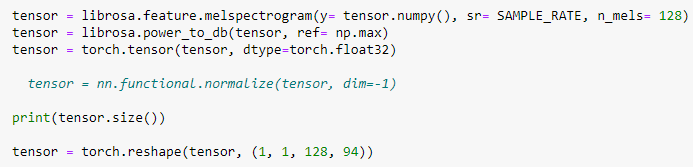 tensor = librosa.feature.melspectrogram(y= tensor.numpy(), sr= SAMPLE_RATE, n_mels= 128)
tensor = librosa.power_to_db(tensor, ref= np.max)
tensor = torch.tensor(tensor, dtype=torch.float32)
tensor = nn.functional.normalize(tensor, dim=-1)
print(tensor.size())
tensor = torch.reshape(tensor, (1, 1, 128, 94))